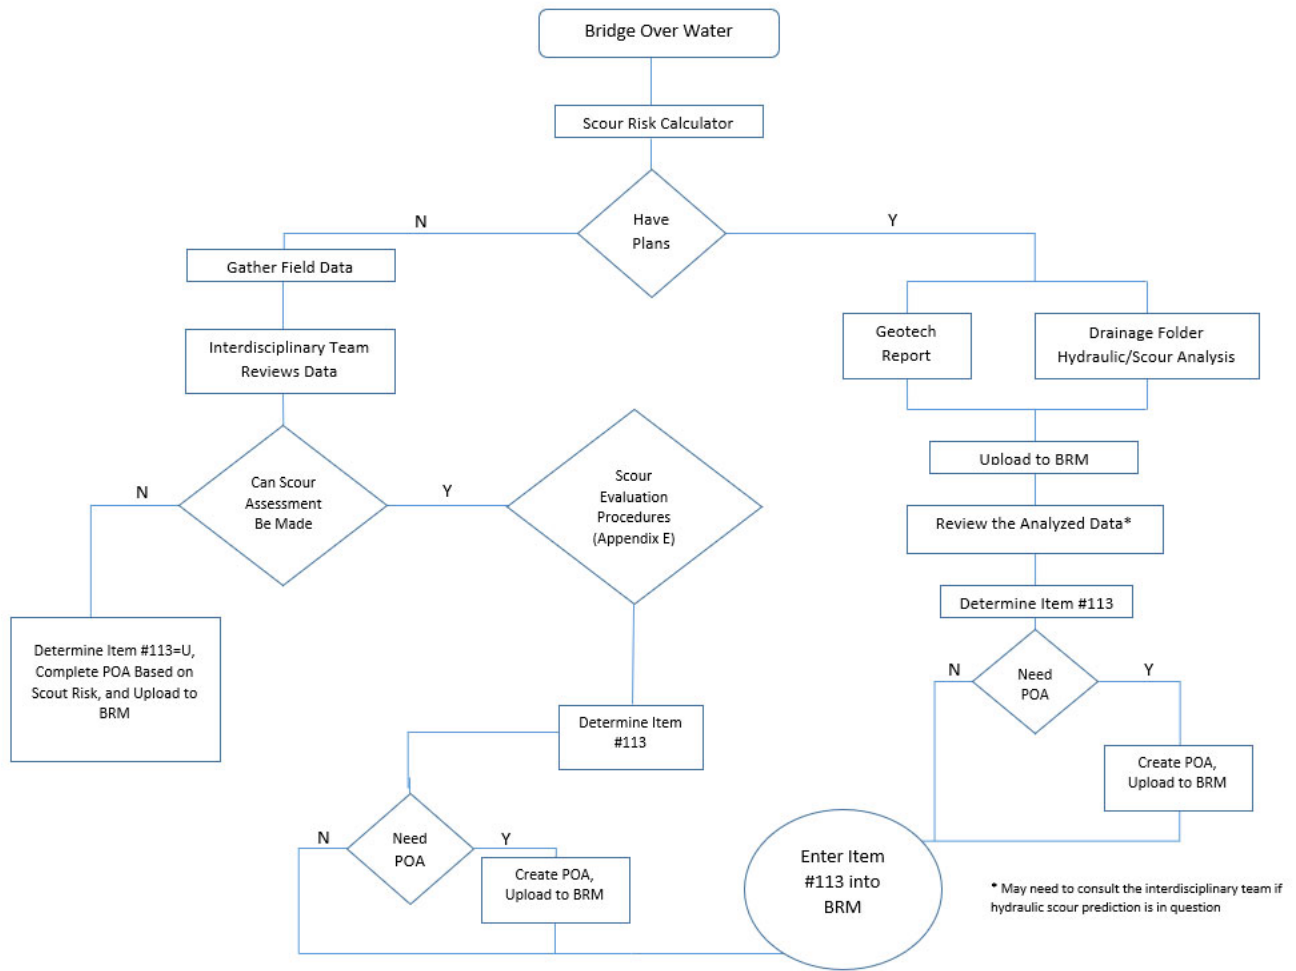 Bridge Over Water
Scour Risk Calculator
Have
Plans
N
Y
Gather Field Data
Interdisciplinary Team
Reviews Data
Geotech
Report
Drainage Folder
Hydraulic/Scour Analysis
Can Scour
Assessment
Be Made
N
Y
Scour
Evaluation
Procedures
(Appendix E)
Upload to BRM
Review the Analyzed Data*
Determine Item #113
Determine Item #113=U,
Complete POA Based on
Scout Risk, and Upload to
BRM
Need
POA
N
Y
Determine Item
#113
Create POA,
Upload to BRM
Need
POA
N
Y
Create POA,
Upload to BRM
Enter Item
#113 into
BRM
* May need to consult the interdisciplinary team if
hydraulic scour prediction is in question